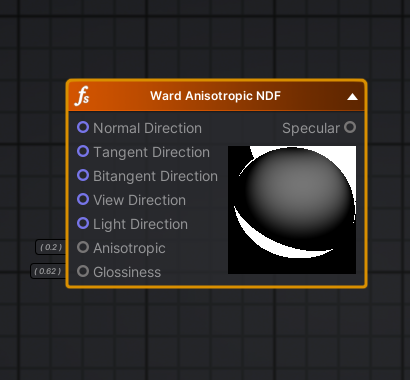 fs Ward Anisotropic NDF
Normal Direction Specular
Tangent Direction
Bitangent Direction
View Direction
Light Direction
( 0.2 ) Anisotropic
( 0.62 ) Glossiness